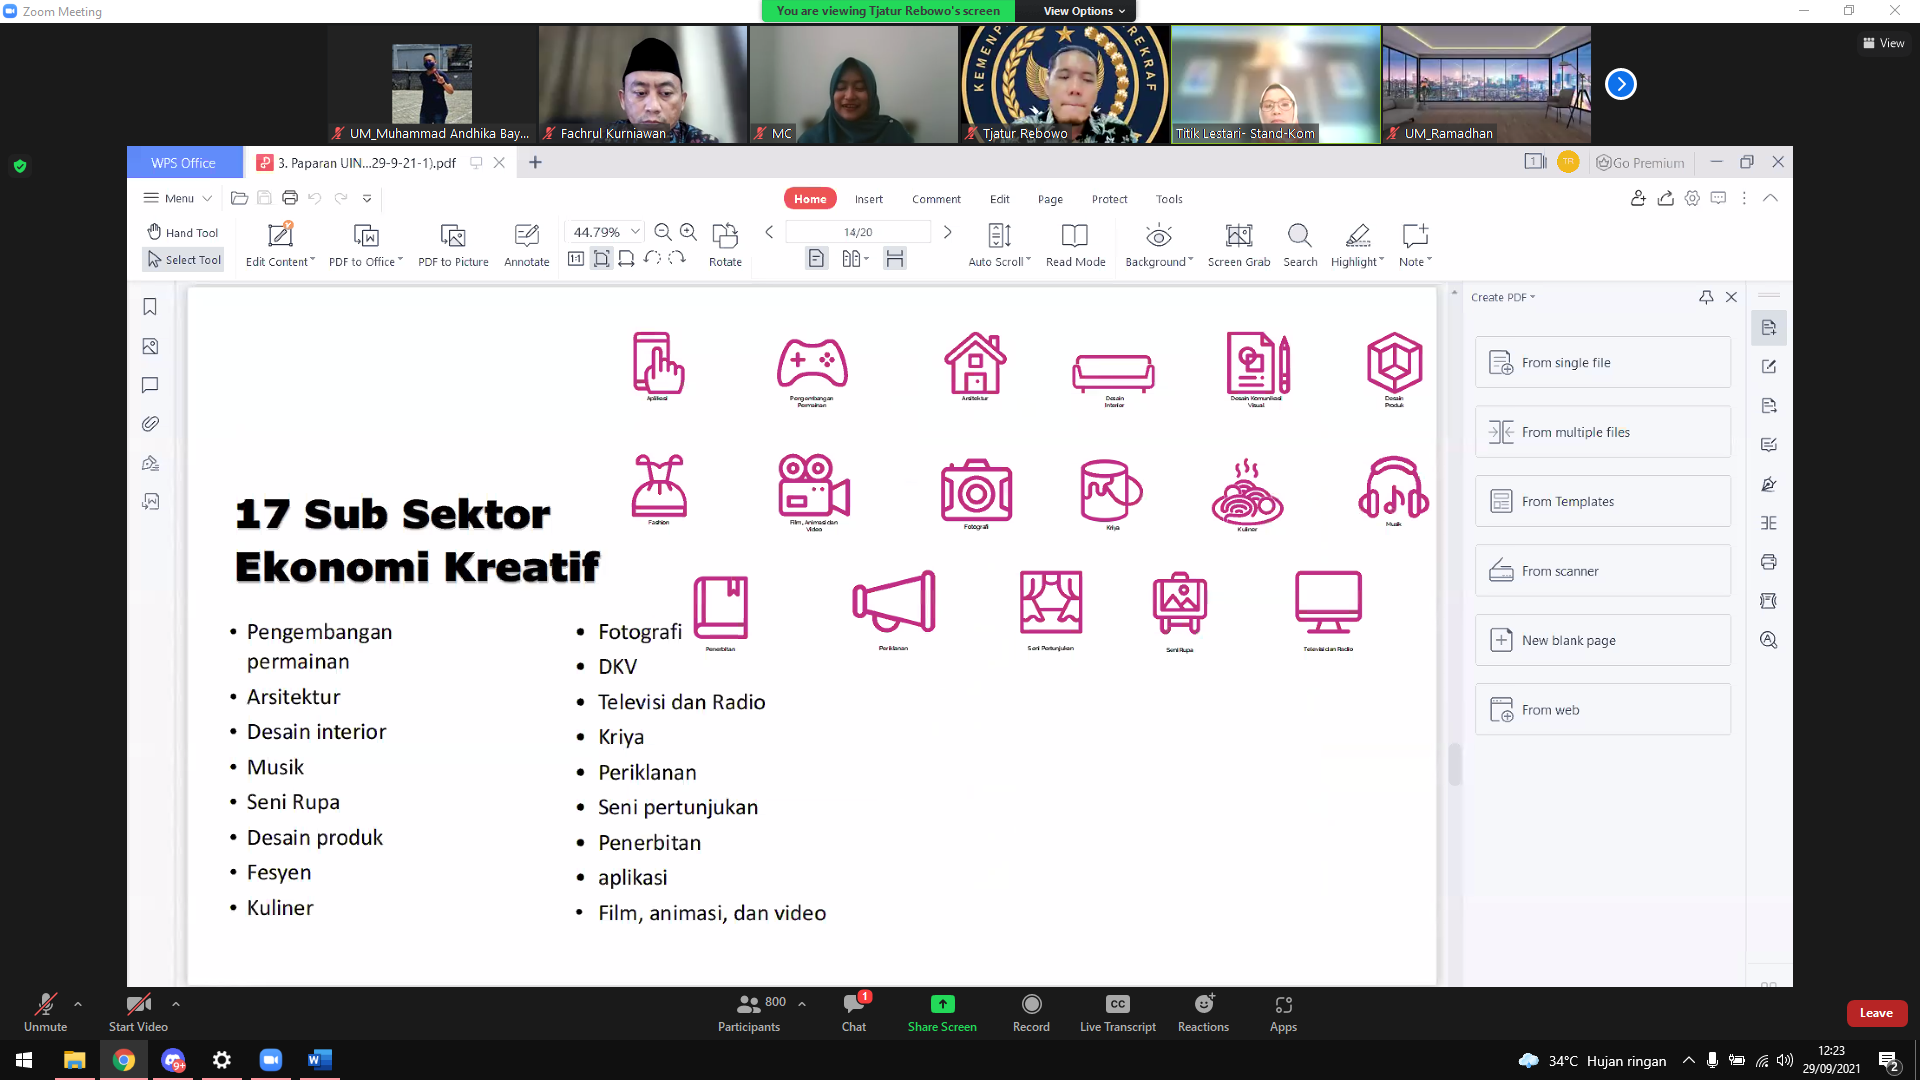 Zoom Meeting
You are viewing Tjatur Rebowo's screen
View Options
View
UM_Muhammad Andhika Bay...
Fachrul Kurniawan
MC
KEMENP
REKRAF
Tjatur Rebowo
Titik Lestari- Stand-Kom
UM_Ramadhan
WPS Office
3. Paparan UIN...29-9-21-1).pdf
1
TR
Go Premium
Menu
Home
Insert
Comment
Edit
Page
Protect
Tools
Hand Tool
Select Tool
Edit Content
PDF to Office
PDF to Picture
Annotate
44.79%
1:1
Rotate
14/20
Auto Scroll
Read Mode
Background
Screen Grab
Search
Highlight
Note
Create PDF
From single file
From multiple files
From Templates
From scanner
New blank page
From web
Aplikasi
Pengembangan
Permainan
Arsitektur
Desain
Interior
Desain Komunikasi
Visual
Desain
Produk
Fashion
Film, Animasi dan
Video
Fotografi
Kriya
Kuliner
Musik
Penerbitan
Periklanan
Seni Pertunjukan
Seni Rupa
Televisi dan Radio
17 Sub Sektor
Ekonomi Kreatif
• Pengembangan
permainan
• Arsitektur
• Desain interior
• Musik
• Seni Rupa
• Desain produk
• Fesyen
• Kuliner
• Fotografi
• DKV
• Televisi dan Radio
• Kriya
• Periklanan
• Seni pertunjukan
• Penerbitan
• aplikasi
• Film, animasi, dan video
Unmute
Start Video
800
Participants
1
Chat
Share Screen
Record
CC
Live Transcript
Reactions
Apps
Leave
9+
34°C Hujan ringan
12:23
29/09/2021
2